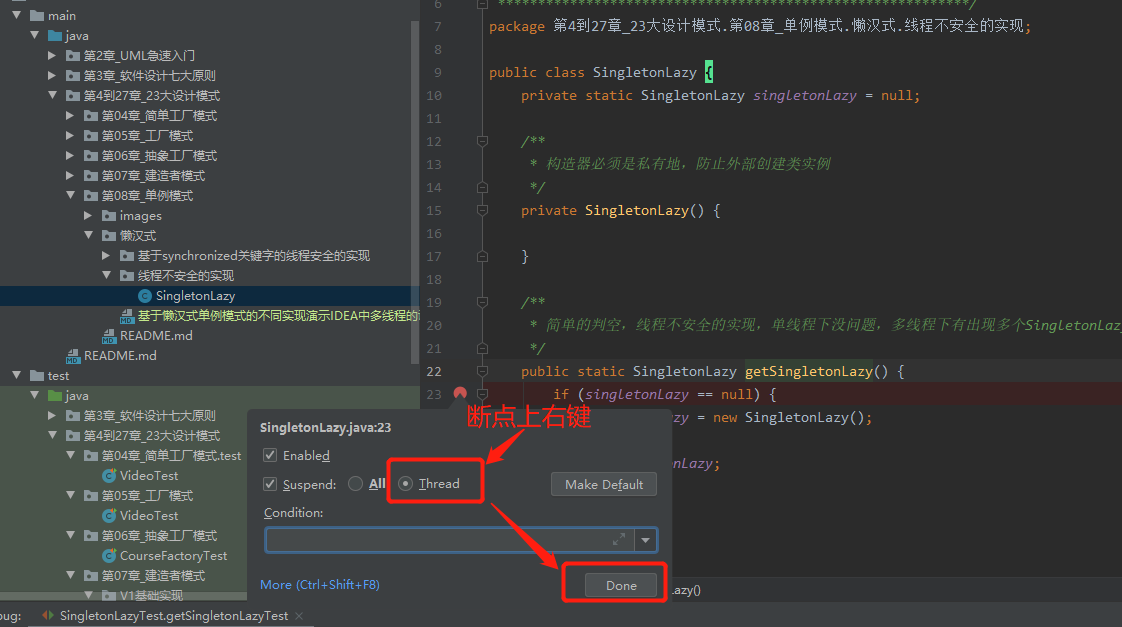 main
java
第2章_UML急速入门
第3章_软件设计七大原则
第4到27章_23大设计模式
第04章_简单工厂模式
第05章_工厂模式
第06章_抽象工厂模式
第07章_建造者模式
第08章_单例模式
images
懒汉式
基于synchronized关键字的线程安全的实现
线程不安全的实现
SingletonLazy
基于懒汉式单例模式的不同实现演示IDEA中多线程的
README.md
README.md
test
java
第3章_软件设计七大原则
第4到27章_23大设计模式
第04章_简单工厂模式.test
VideoTest
第05章_工厂模式
VideoTest
第06章_抽象工厂模式
CourseFactoryTest
第07章_建造者模式
V1基础实现
6 ***********************************************************/
7 package 第4到27章_23大设计模式.第08章_单例模式.懒汉式.线程不安全的实现;
8
9 public class SingletonLazy {
10 private static SingletonLazy singletonLazy = null;
11
12 /**
13 * 构造器必须是私有地，防止外部创建类实例
14 */
15 private SingletonLazy() {
16
17 }
18
19 /**
20 * 简单的判空，线程不安全的实现，单线程下没问题，多线程下有出现多个SingletonLazy
21 */
22 public static SingletonLazy getSingletonLazy() {
23 if (singletonLazy == null) {
zy = new SingletonLazy();
nLazy;
断点上右键
SingletonLazy.java:23
Enabled
Suspend: All Thread Make Default
Condition:
More (Ctrl+Shift+F8) Done
.azy()
oug: SingletonLazyTest.getSingletonLazyTest ×